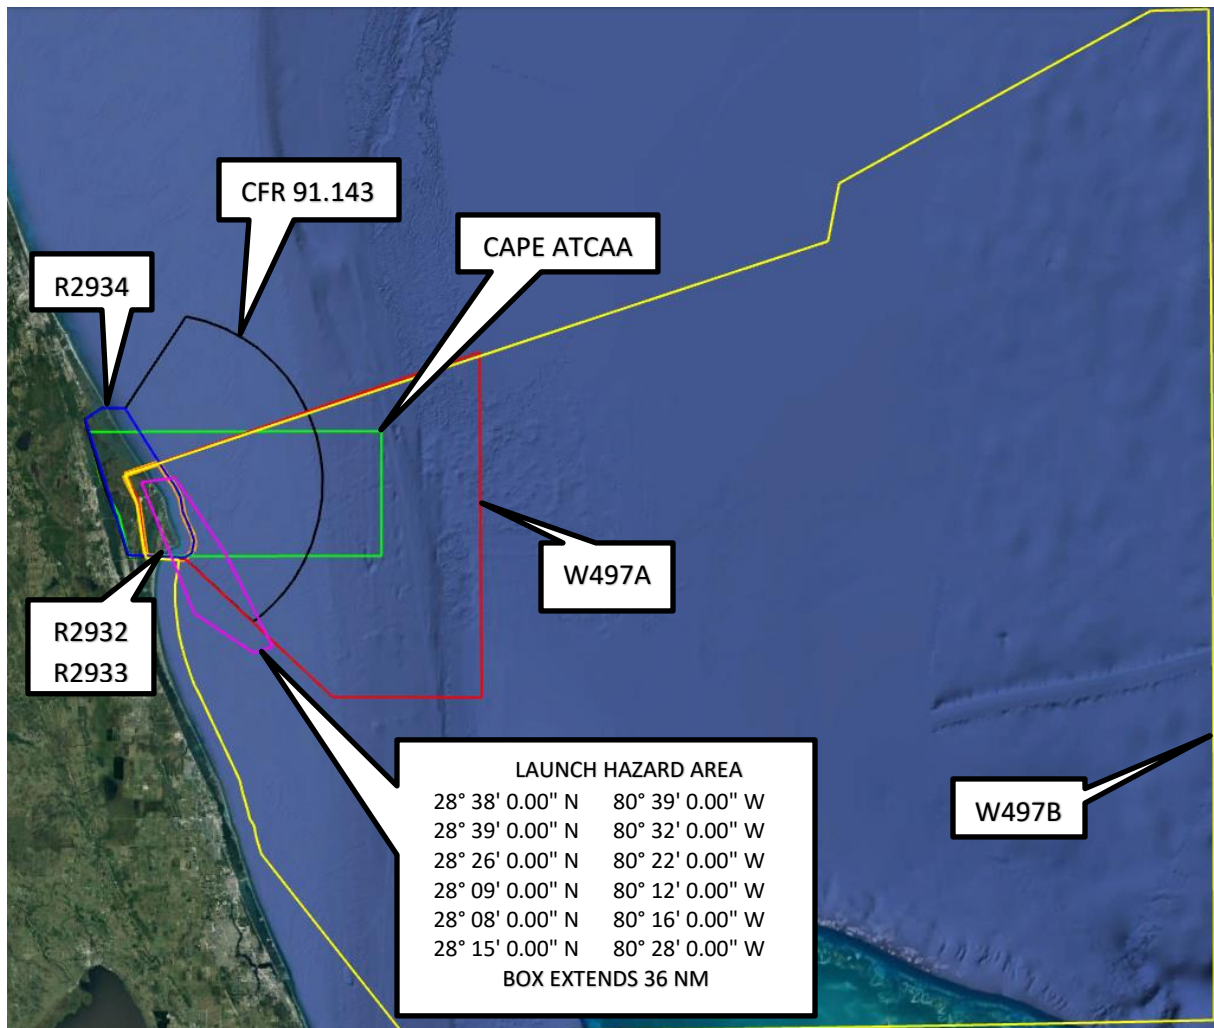 CFR 91.143
CAPE ATCAA
R2934
W497A
R2932
R2933
LAUNCH HAZARD AREA
28° 38' 0.00" N 80° 39' 0.00" W
28° 39' 0.00" N 80° 32' 0.00" W
28° 26' 0.00" N 80° 22' 0.00" W
28° 09' 0.00" N 80° 12' 0.00" W
28° 08' 0.00" N 80° 16' 0.00" W
28° 15' 0.00" N 80° 28' 0.00" W
BOX EXTENDS 36 NM
W497B